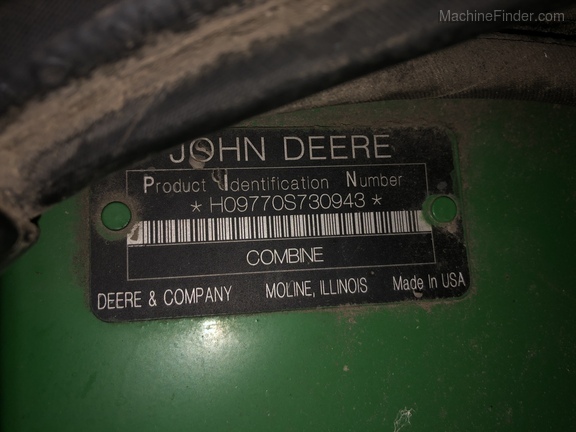 MachineFinder.com
JOHN DEERE
Product Identification Number
* H09770S730943 *
COMBINE
DEERE & COMPANY MOLINE, ILLINOIS Made In USA